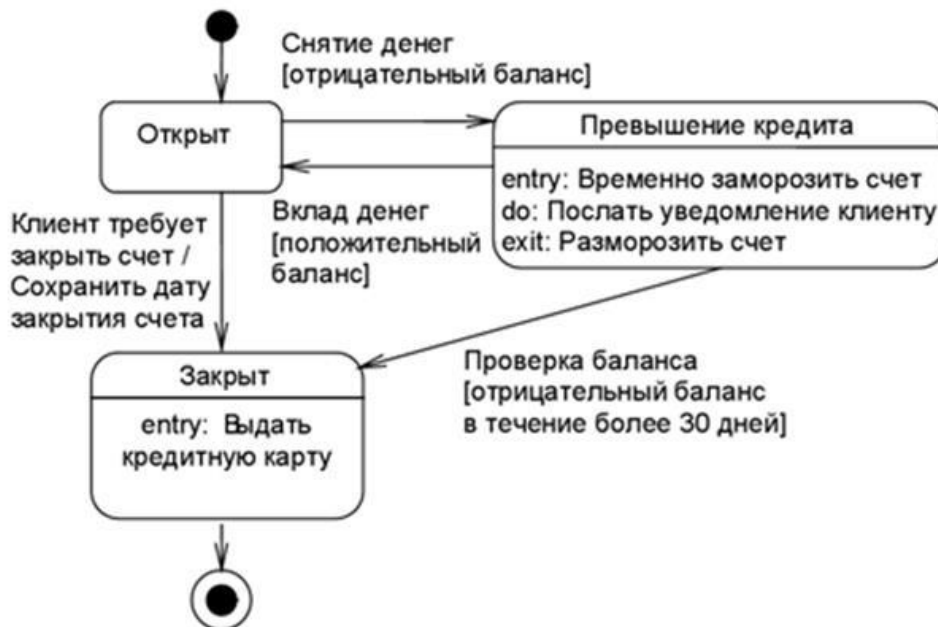 Снятие денег
[отрицательный баланс]
Открыт
Превышение кредита
entry: Временно заморозить счет
do: Послать уведомление клиенту
exit: Разморозить счет
Вклад денег
[положительный
баланс]
Клиент требует
закрыть счет /
Сохранить дату
закрытия счета
Проверка баланса
[отрицательный баланс
в течение более 30 дней]
Закрыт
entry: Выдать
кредитную карту